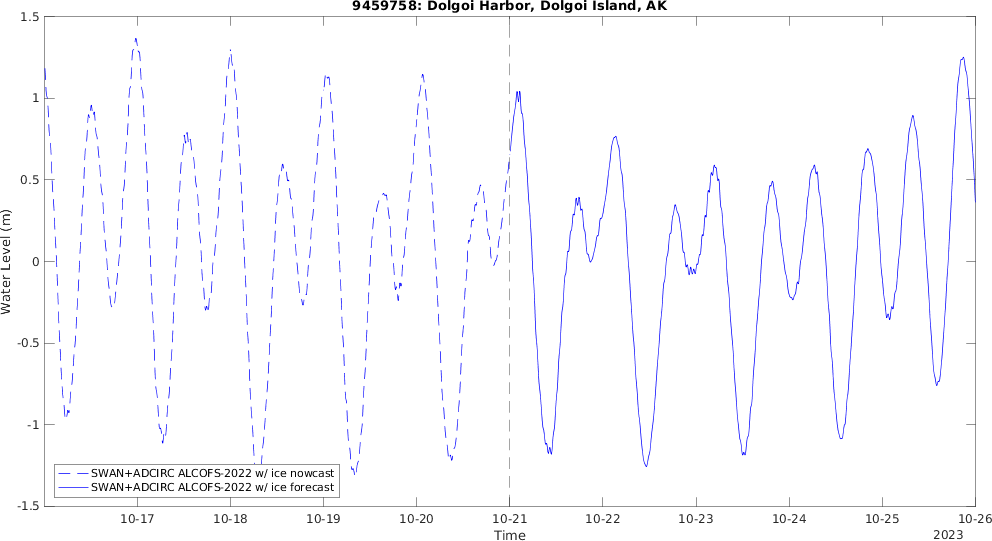 9459758: Dolgoi Harbor, Dolgoi Island, AK
1.5
1
0.5
0
-0.5
-1
-1.5
Water Level (m)
SWAN+ADCIRC ALCOFS-2022 w/ ice nowcast
SWAN+ADCIRC ALCOFS-2022 w/ ice forecast
10-17 10-18 10-19 10-20 10-21 10-22 10-23 10-24 10-25 10-26
Time
2023